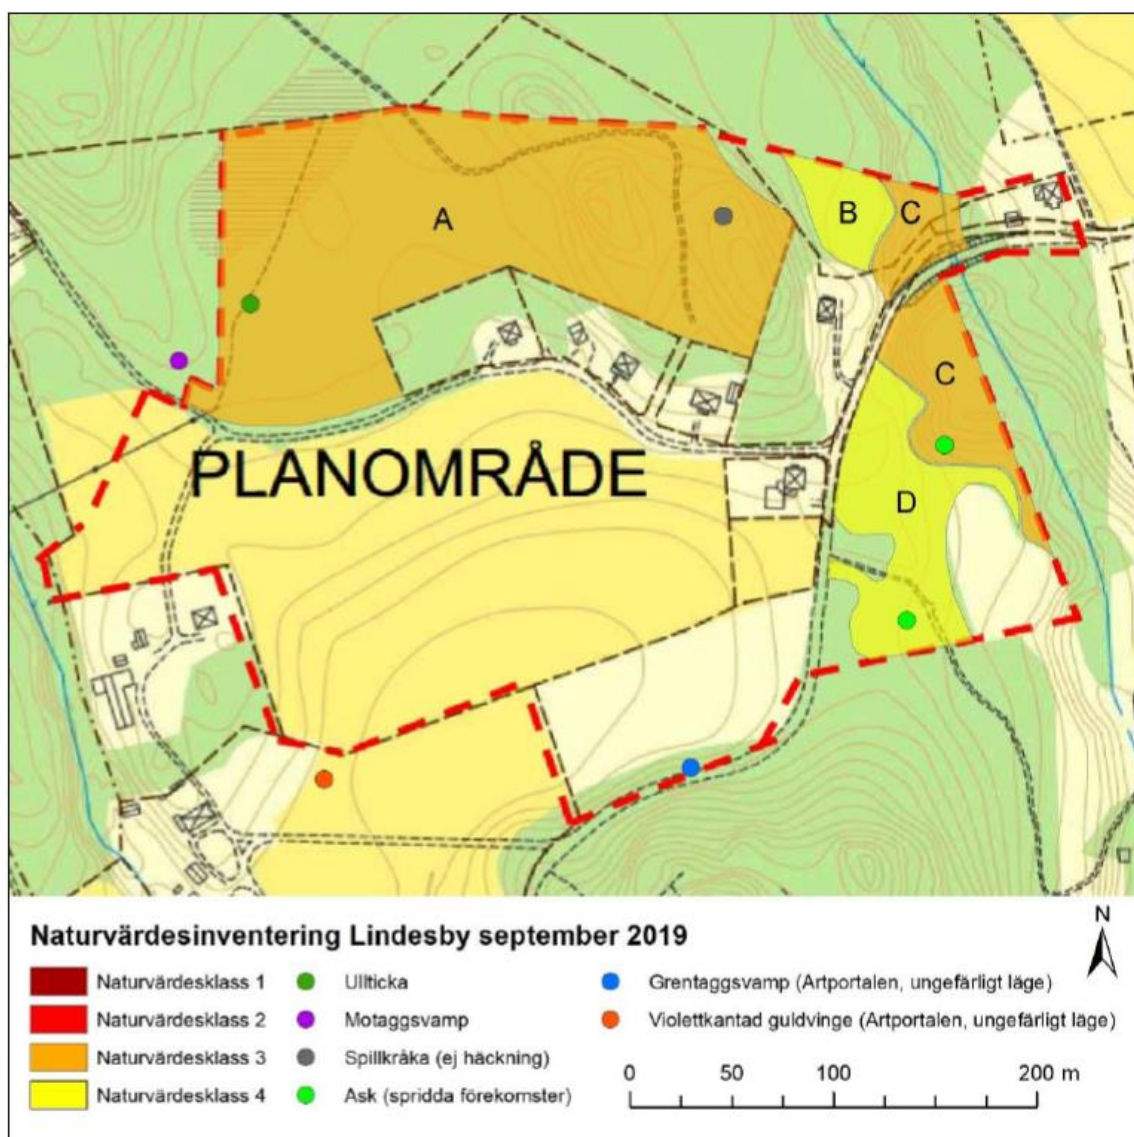 A
B
C
C
PLANOMRÅDE
D
Naturvärdesinventering Lindesby september 2019
N
Naturvärdesklass 1
Ullticka
Grentaggsvamp (Artportalen, ungefärligt läge)
Naturvärdesklass 2
Motaggsvamp
Violettkantad guldvinge (Artportalen, ungefärligt läge)
Naturvärdesklass 3
Spillkråka (ej häckning)
Naturvärdesklass 4
Ask (spridda förekomster)
0 50 100 200 m